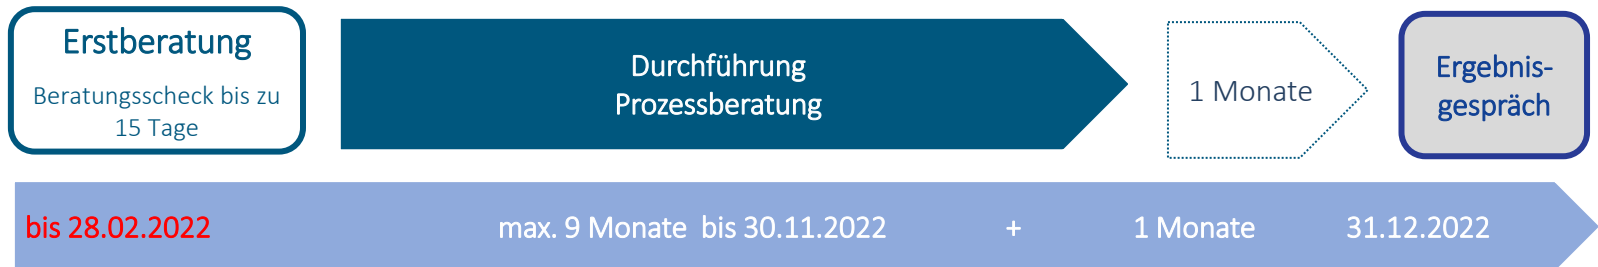 Erstberatung
Beratungsscheck bis zu
15 Tage
Durchführung
Prozessberatung
1 Monate
Ergebnis-
gespräch
bis 28.02.2022 max. 9 Monate bis 30.11.2022 + 1 Monate 31.12.2022